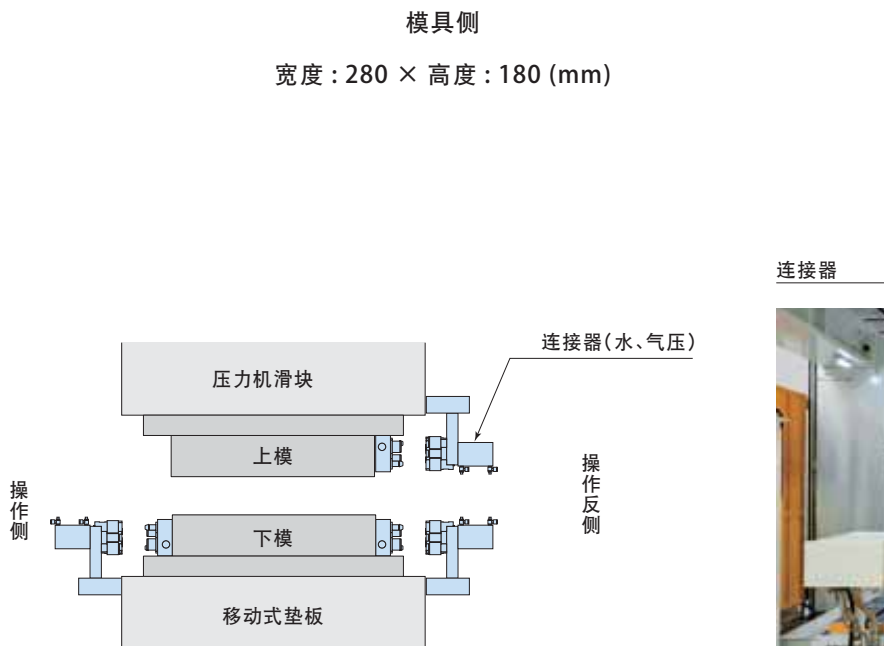 模具侧
宽度 : 280 × 高度 : 180 (mm)
连接器
连接器(水、气压)
压力机滑块
上模
操作反侧
操作侧
下模
移动式垫板